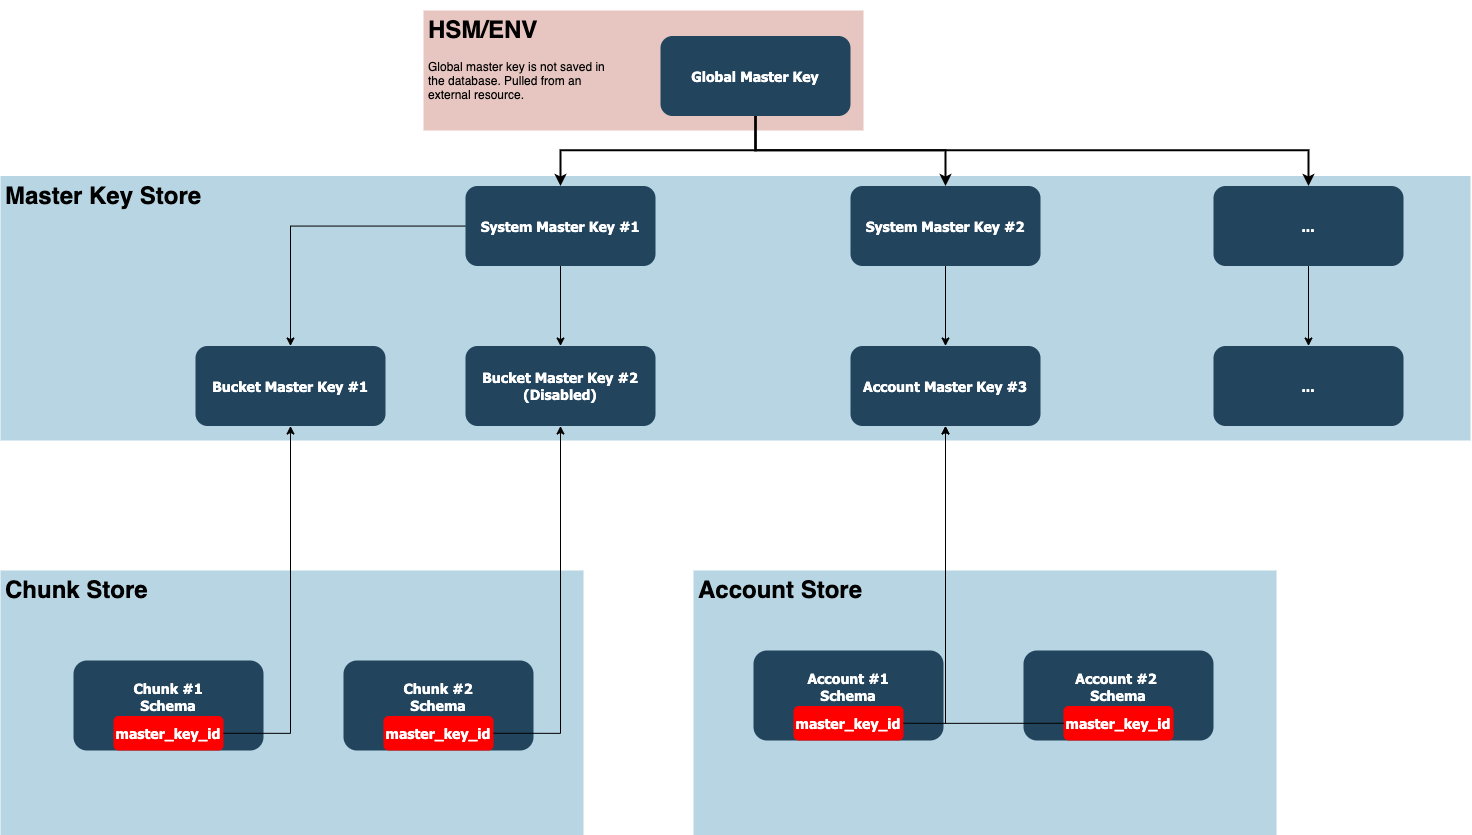 HSM/ENV
Global master key is not saved in
the database. Pulled from an
external resource.
Global Master Key
Master Key Store
System Master Key #1
System Master Key #2
...
Bucket Master Key #1
Bucket Master Key #2
(Disabled)
Account Master Key #3
...
Chunk Store
Chunk #1
Schema
master_key_id
Chunk #2
Schema
master_key_id
Account Store
Account #1
Schema
master_key_id
Account #2
Schema
master_key_id